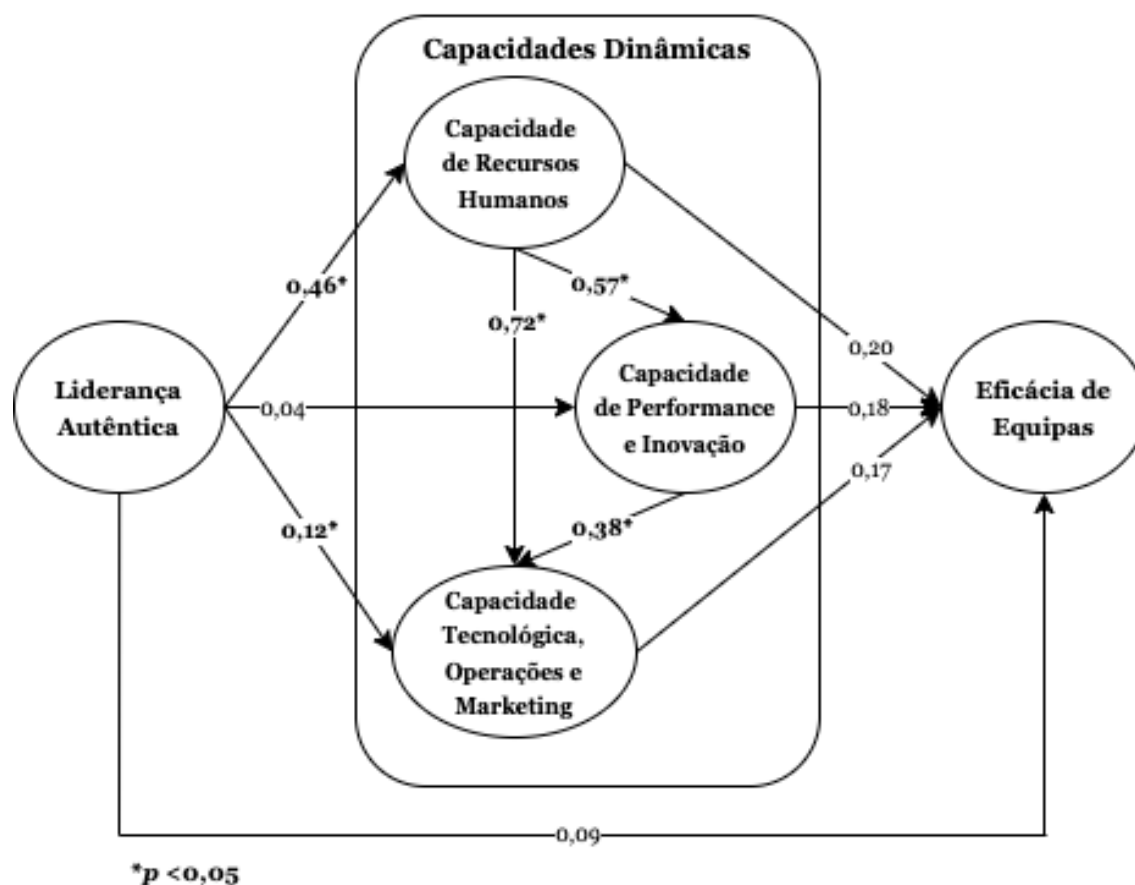 Capacidades Dinâmicas
Capacidade
de Recursos
Humanos
0,46*
0,57*
0,72*
0,20
Liderança
Autêntica
0,04
Capacidade
de Performance
e Inovação
0,18
Eficácia de
Equipas
0,17
0,12*
0,38*
Capacidade
Tecnológica,
Operações e
Marketing
0,09
*p <0,05